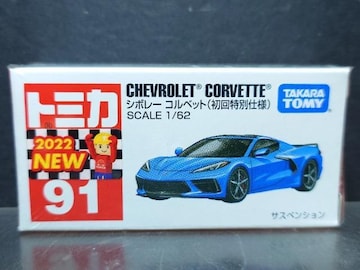 トミカ
2022
NEW
91
CHEVROLET® CORVETTE®
シボレー コルベット(初回特別仕様)
SCALE 1/62
TAKARA
TOMY
サスペンション